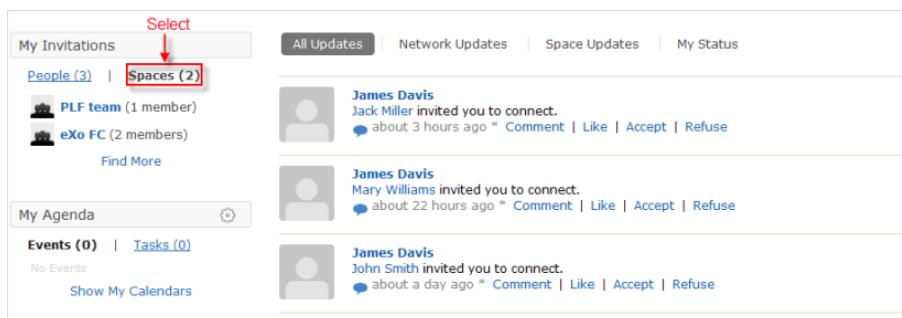 Select
My Invitations
People (3) | Spaces (2)
PLF team (1 member)
eXo FC (2 members)
Find More
My Agenda
Events (0) | Tasks (0)
No Events
Show My Calendars
All Updates | Network Updates | Space Updates | My Status
James Davis
Jack Miller invited you to connect.
about 3 hours ago * Comment | Like | Accept | Refuse
James Davis
Mary Williams invited you to connect.
about 22 hours ago * Comment | Like | Accept | Refuse
James Davis
John Smith invited you to connect.
about a day ago * Comment | Like | Accept | Refuse